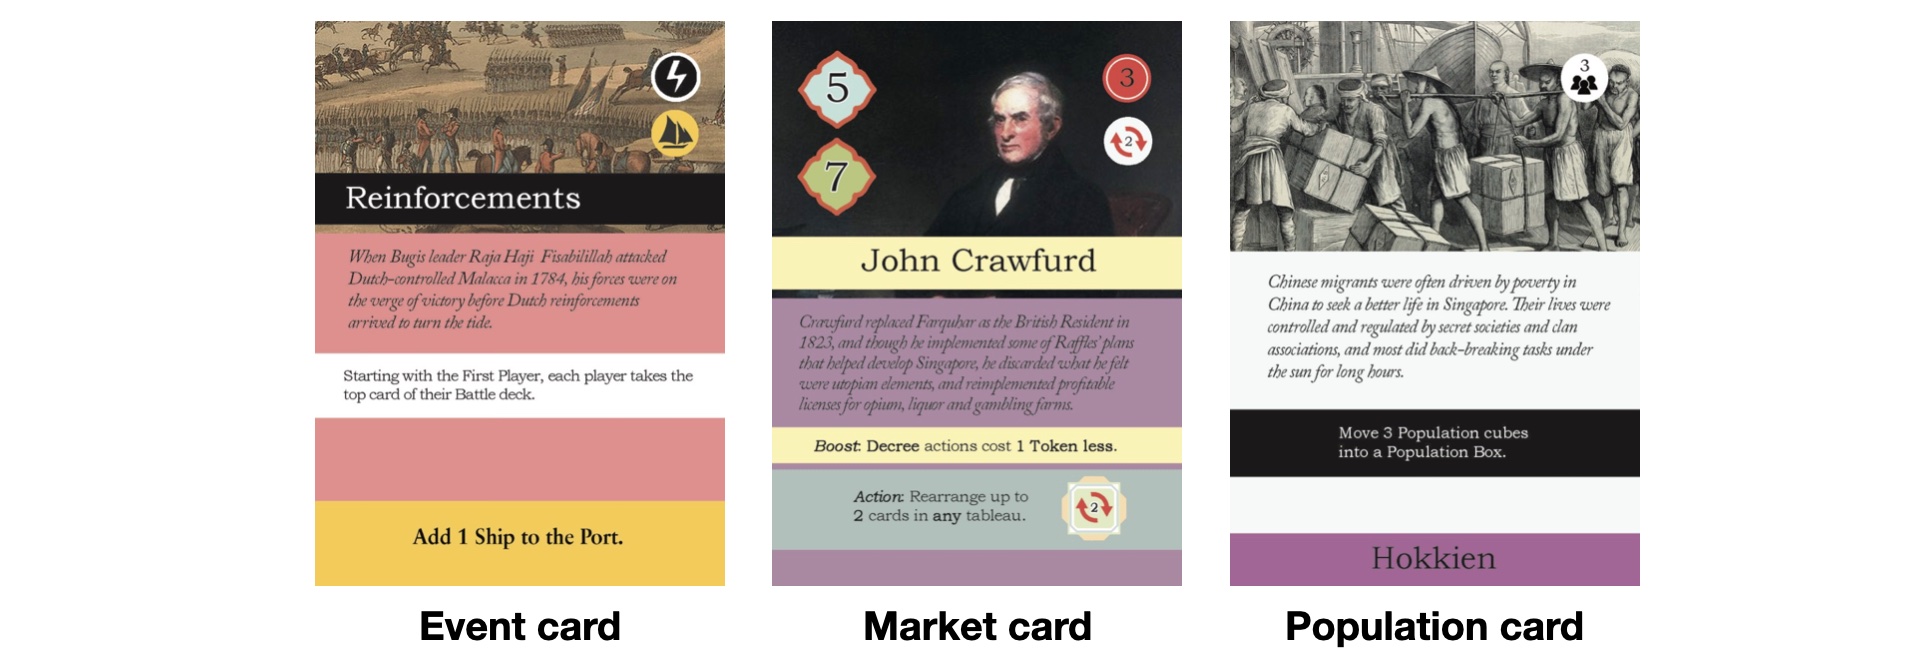 Reinforcements
When Bugis leader Raja Haji Fisabilillah attacked
Dutch-controlled Malacca in 1784, his forces were on
the verge of victory before Dutch reinforcements
arrived to turn the tide.
Starting with the First Player, each player takes the
top card of their Battle deck.
Add 1 Ship to the Port.
Event card
5
3
2
7
John Crawfurd
Crawfurd replaced Farquhar as the British Resident in
1823, and though he implemented some of Raffles' plans
that helped develop Singapore, he discarded what he felt
were utopian elements, and reimplemented profitable
licenses for opium, liquor and gambling farms.
Boost: Decree actions cost 1 Token less.
Action: Rearrange up to
2 cards in any tableau.
2
Market card
3
Chinese migrants were often driven by poverty in
China to seek a better life in Singapore. Their lives were
controlled and regulated by secret societies and clan
associations, and most did back-breaking tasks under
the sun for long hours.
Move 3 Population cubes
into a Population Box.
Hokkien
Population card